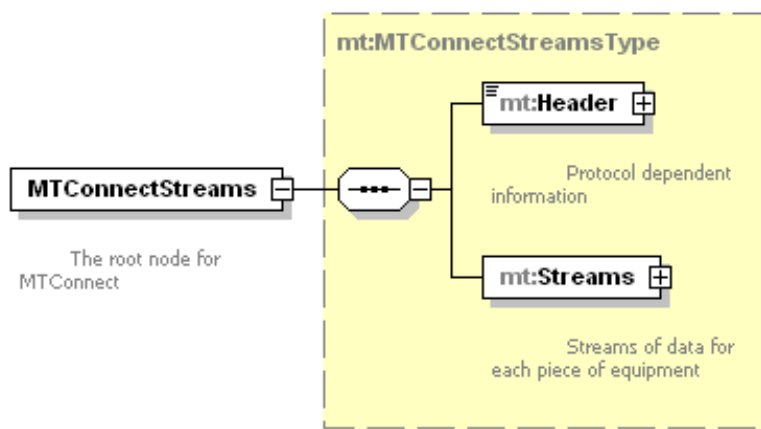 mt:MTConnectStreamsType
mt:Header
Protocol dependent
information
MTConnectStreams
The root node for
MTConnect
mt:Streams
Streams of data for
each piece of equipment